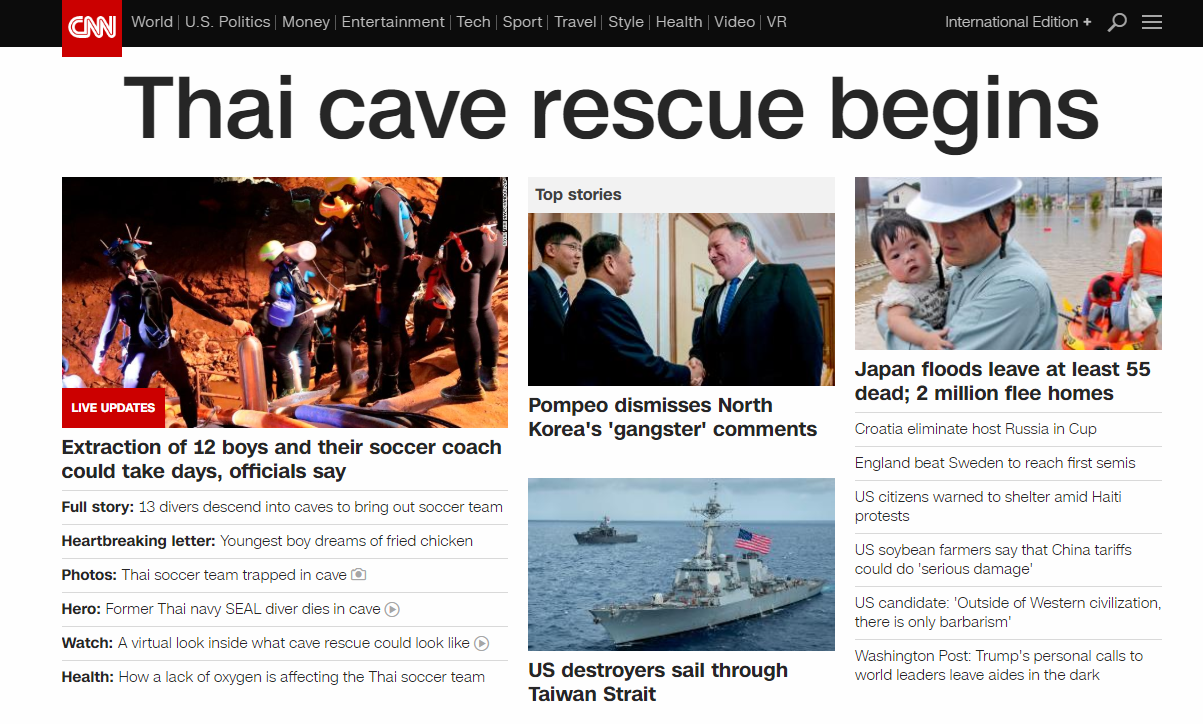 CNN
World
U.S. Politics
Money
Entertainment
Tech
Sport
Travel
Style
Health
Video
VR
International Edition +
Thai cave rescue begins
LIVE UPDATES
Extraction of 12 boys and their soccer coach
could take days, officials say
Full story: 13 divers descend into caves to bring out soccer team
Heartbreaking letter: Youngest boy dreams of fried chicken
Photos: Thai soccer team trapped in cave
Hero: Former Thai navy SEAL diver dies in cave
Watch: A virtual look inside what cave rescue could look like
Health: How a lack of oxygen is affecting the Thai soccer team
Top stories
Pompeo dismisses North
Korea's 'gangster' comments
US destroyers sail through
Taiwan Strait
Japan floods leave at least 55
dead; 2 million flee homes
Croatia eliminate host Russia in Cup
England beat Sweden to reach first semis
US citizens warned to shelter amid Haiti
protests
US soybean farmers say that China tariffs
could do 'serious damage'
US candidate: 'Outside of Western civilization,
there is only barbarism'
Washington Post: Trump's personal calls to
world leaders leave aides in the dark